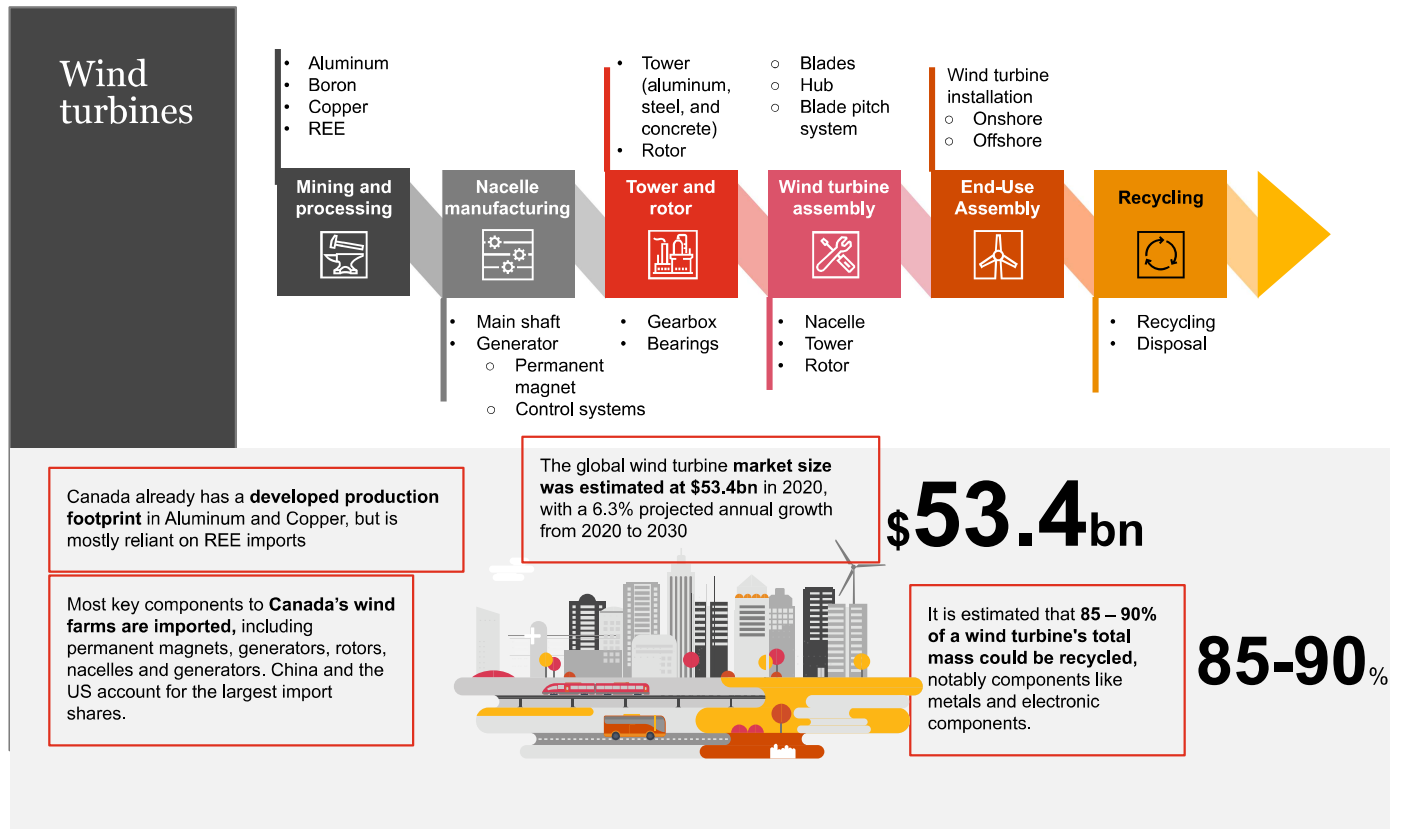 Wind
turbines
• Aluminum
• Boron
• Copper
• REE
Mining and
processing
Nacelle
manufacturing
• Main shaft
• Generator
○ Permanent
magnet
○ Control systems
• Tower
(aluminum,
steel, and
concrete)
• Rotor
○ Blades
○ Hub
○ Blade pitch
system
Tower and
rotor
• Gearbox
• Bearings
Wind turbine
assembly
• Nacelle
• Tower
• Rotor
Wind turbine
installation
○ Onshore
○ Offshore
End-Use
Assembly
Recycling
• Recycling
• Disposal
Canada already has a developed production
footprint in Aluminum and Copper, but is
mostly reliant on REE imports
Most key components to Canada's wind
farms are imported, including
permanent magnets, generators, rotors,
nacelles and generators. China and the
US account for the largest import
shares.
The global wind turbine market size
was estimated at $53.4bn in 2020,
with a 6.3% projected annual growth
from 2020 to 2030
$53.4bn
It is estimated that 85 – 90%
of a wind turbine's total
mass could be recycled,
notably components like
metals and electronic
components.
85-90%